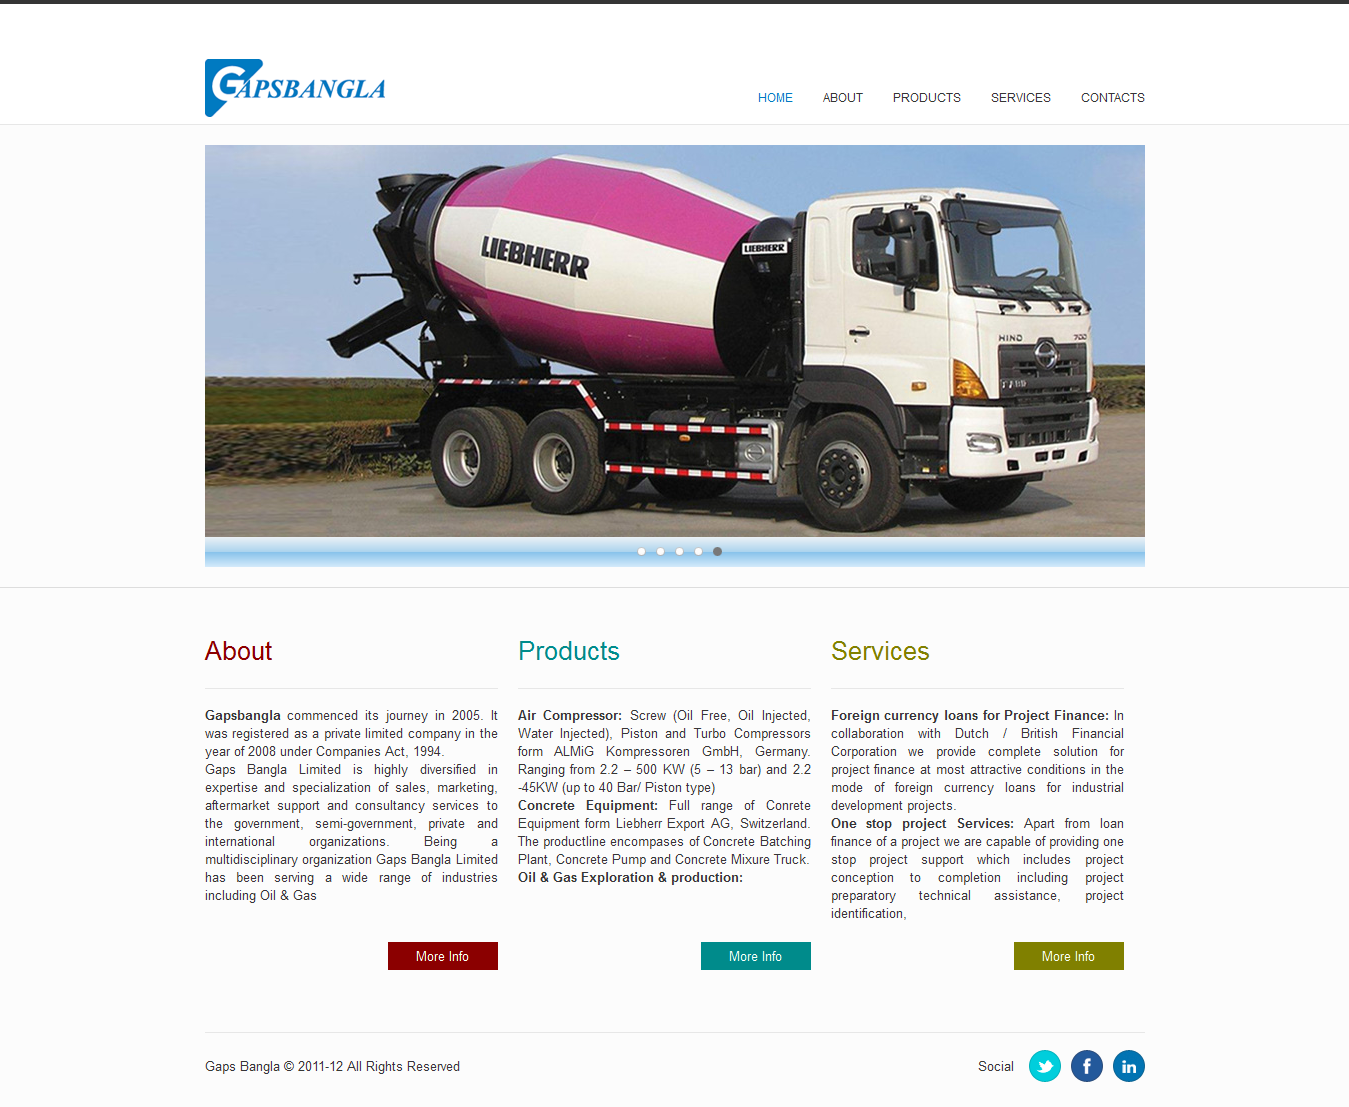 GAPSBANGLA
HOME ABOUT PRODUCTS SERVICES CONTACTS
LIEBHERR
LIEBHERR
HINO 700
About
Gapsbangla commenced its journey in 2005. It
was registered as a private limited company in the
year of 2008 under Companies Act, 1994.
Gaps Bangla Limited is highly diversified in
expertise and specialization of sales, marketing,
aftermarket support and consultancy services to
the government, semi-government, private and
international organizations. Being a
multidisciplinary organization Gaps Bangla Limited
has been serving a wide range of industries
including Oil & Gas
More Info
Products
Air Compressor: Screw (Oil Free, Oil Injected,
Water Injected), Piston and Turbo Compressors
form ALMiG Kompressoren GmbH, Germany.
Ranging from 2.2 – 500 KW (5 – 13 bar) and 2.2
-45KW (up to 40 Bar/ Piston type)
Concrete Equipment: Full range of Conrete
Equipment form Liebherr Export AG, Switzerland.
The productline encompases of Concrete Batching
Plant, Concrete Pump and Concrete Mixure Truck.
Oil & Gas Exploration & production:
More Info
Services
Foreign currency loans for Project Finance: In
collaboration with Dutch / British Financial
Corporation we provide complete solution for
project finance at most attractive conditions in the
mode of foreign currency loans for industrial
development projects.
One stop project Services: Apart from loan
finance of a project we are capable of providing one
stop project support which includes project
conception to completion including project
preparatory technical assistance, project
identification,
More Info
Gaps Bangla © 2011-12 All Rights Reserved
Social